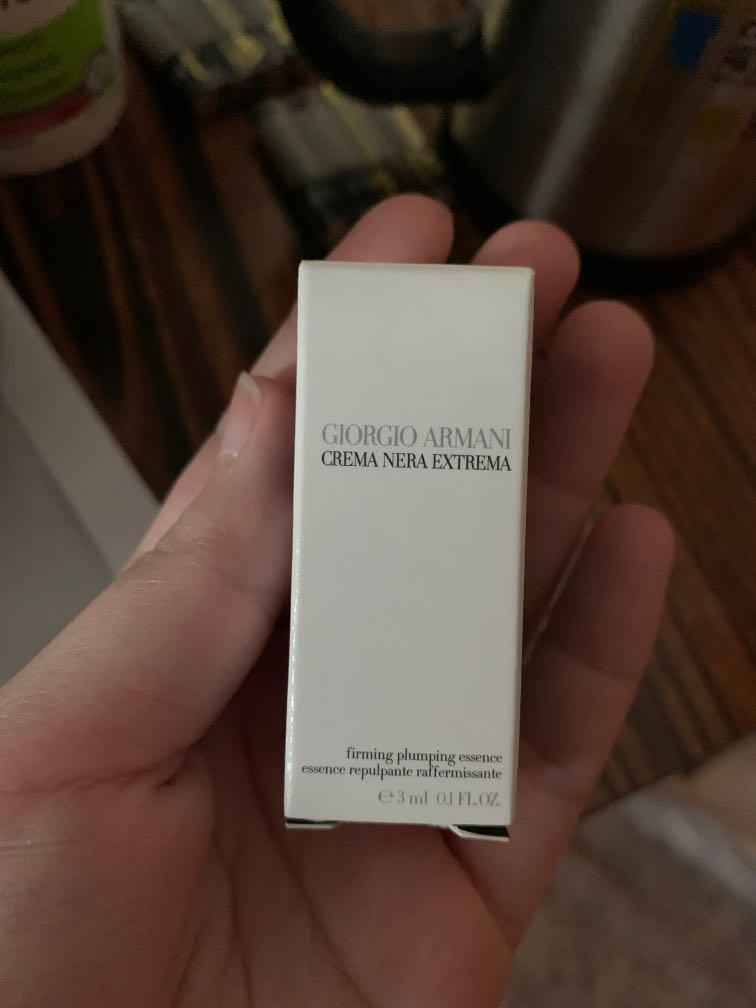 GIORGIO ARMANI
CREMA NERA EXTREMA
firming plumping essence
essence repulpante raffermissante
℮ 3 ml 0.1 FL.OZ.